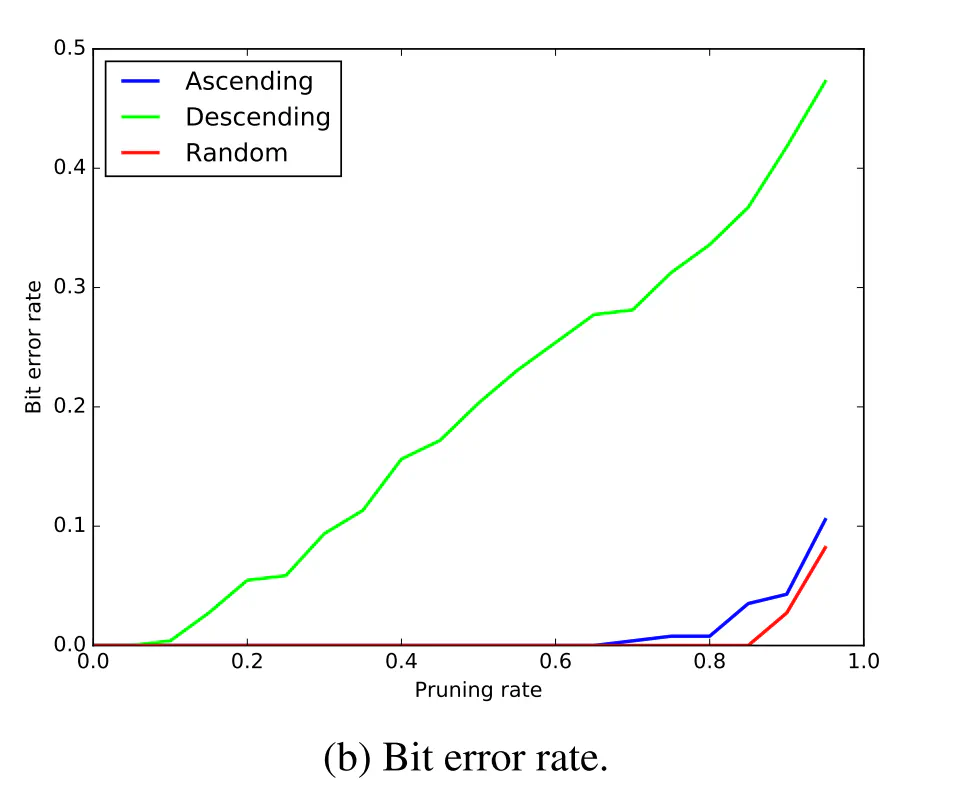 0.5
0.4
0.3
0.2
0.1
0.0
Bit error rate
Ascending
Descending
Random
0.0 0.2 0.4 0.6 0.8 1.0
Pruning rate
(b) Bit error rate.